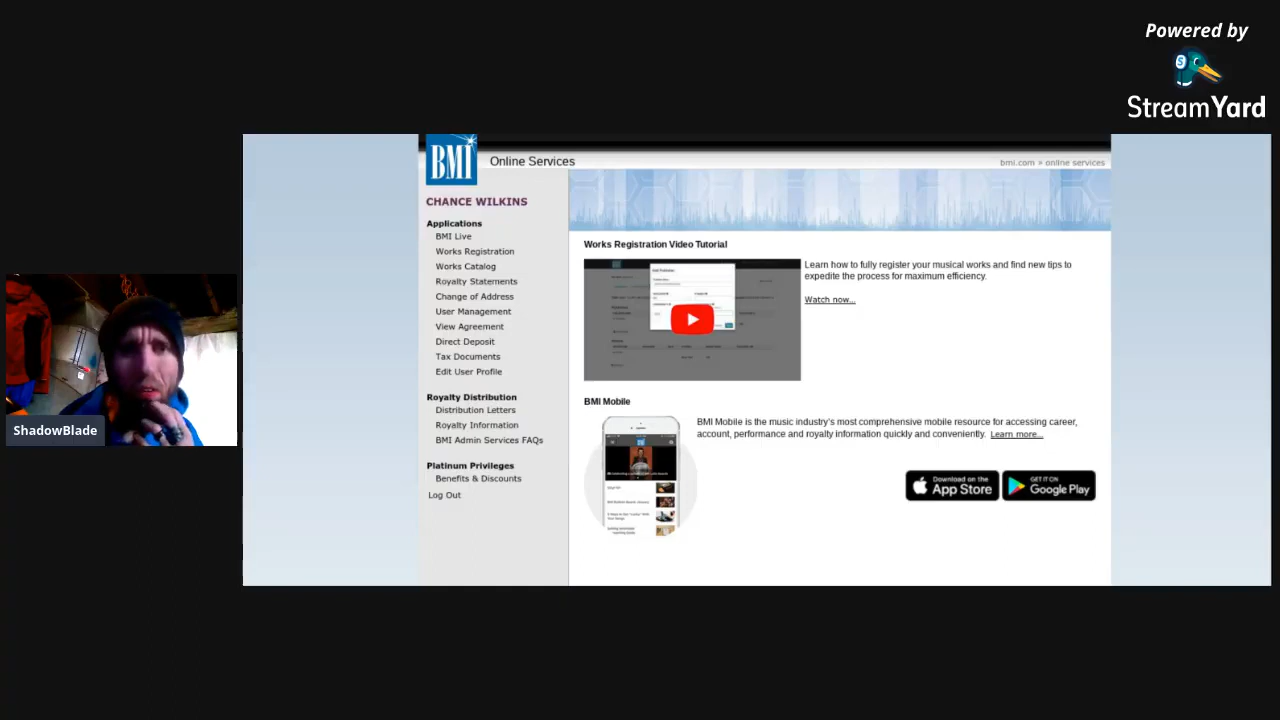 Powered by
StreamYard
BMI
Online Services
bmi.com » online services
CHANCE WILKINS
Applications
BMI Live
Works Registration
Works Catalog
Royalty Statements
Change of Address
User Management
View Agreement
Direct Deposit
Tax Documents
Edit User Profile
Royalty Distribution
Distribution Letters
Royalty Information
BMI Admin Services FAQs
Platinum Privileges
Benefits & Discounts
Log Out
Works Registration Video Tutorial
Learn how to fully register your musical works and find new tips to
expedite the process for maximum efficiency.
Watch now...
BMI Mobile
BMI Mobile is the music industry's most comprehensive mobile resource for accessing career,
account, performance and royalty information quickly and conveniently. Learn more...
Download on the
App Store
GET IT ON
Google Play
ShadowBlade